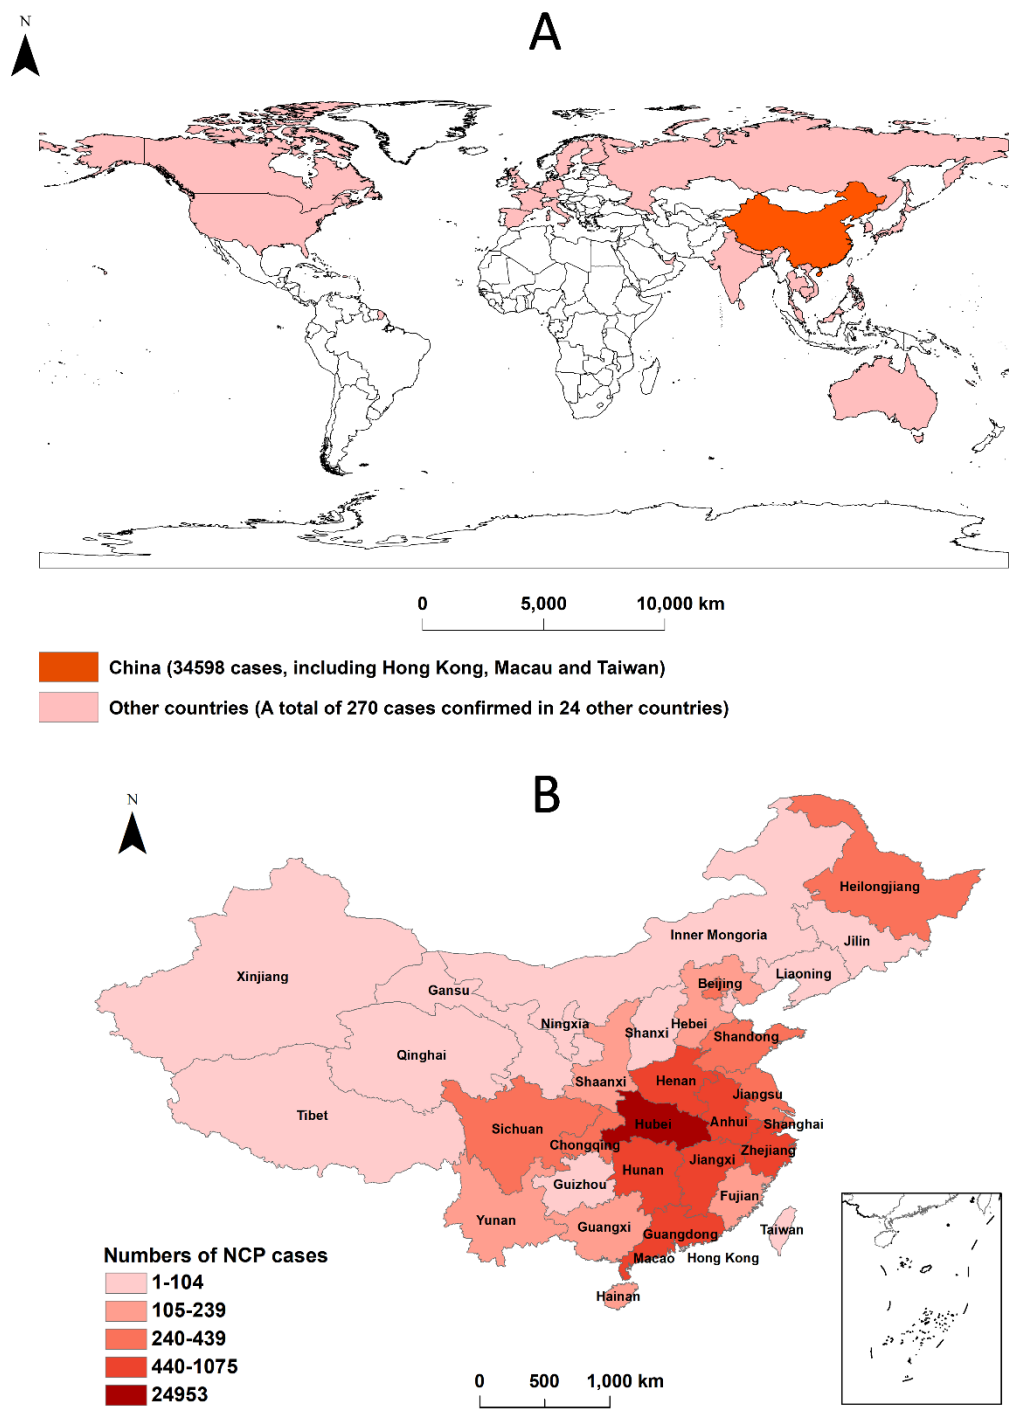 N
A
0 5,000 10,000 km
China (34598 cases, including Hong Kong, Macau and Taiwan)
Other countries (A total of 270 cases confirmed in 24 other countries)
N
B
Heilongjiang
Inner Mongoria
Jilin
Xinjiang
Liaoning
Beijing
Gansu
Ningxia
Shanxi
Hebei
Shandong
Qinghai
Shaanxi
Henan
Jiangsu
Tibet
Sichuan
Hubei
Anhui
Shanghai
Chongqing
Zhejiang
Hunan
Jiangxi
Guizhou
Fujian
Yunan
Guangxi
Guangdong
Taiwan
Macao
Hong Kong
Hainan
Numbers of NCP cases
1-104
105-239
240-439
440-1075
24953
0 500 1,000 km